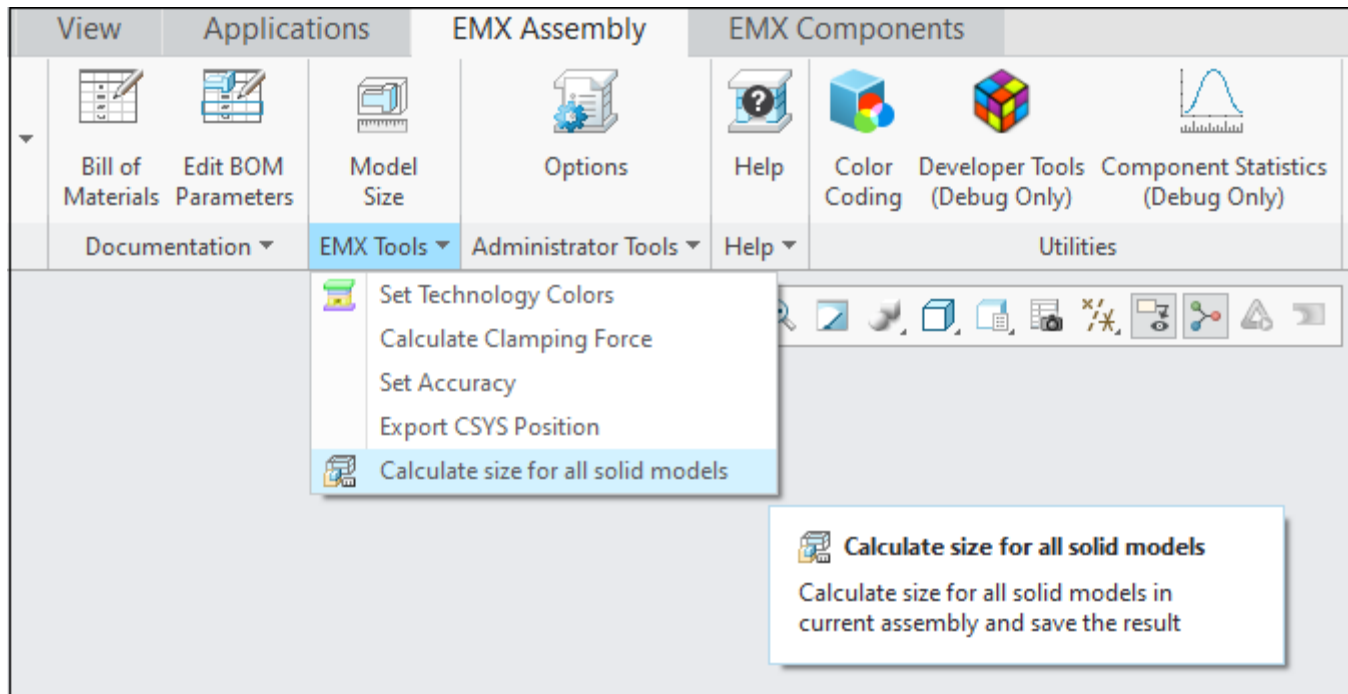 View Applications EMX Assembly EMX Components
Bill of Edit BOM Model Options Help Color Developer Tools Component Statistics
Materials Parameters Size Coding (Debug Only) (Debug Only)
Documentation EMX Tools Administrator Tools Help Utilities
Set Technology Colors
Calculate Clamping Force
Set Accuracy
Export CSYS Position
Calculate size for all solid models
Calculate size for all solid models
Calculate size for all solid models in
current assembly and save the result